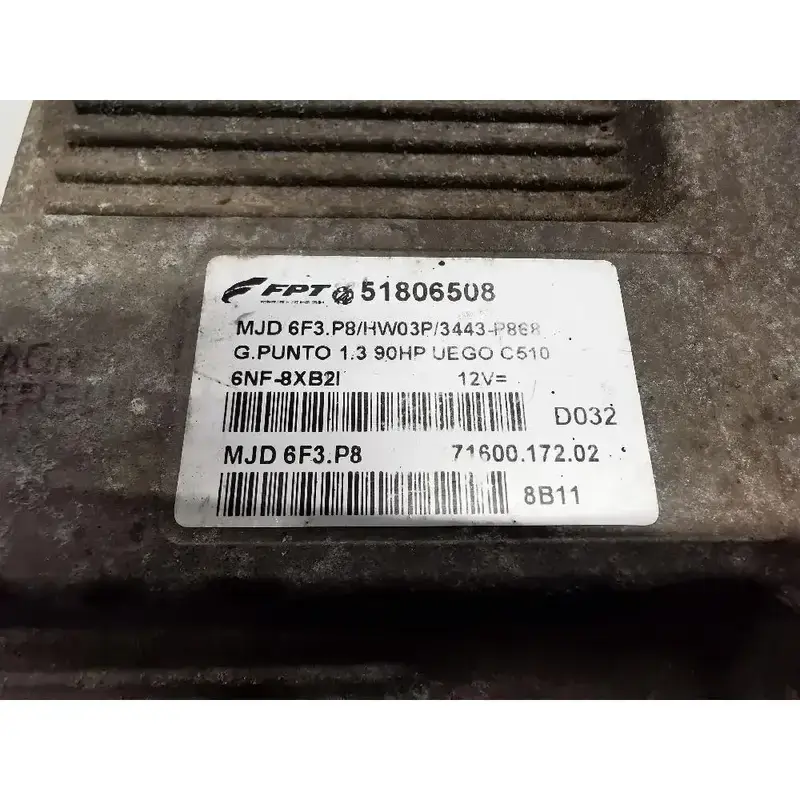 FPT 51806508
MJD 6F3.P8/HW03P/3443-P868
G.PUNTO 1.3 90HP UEGO C510
6NF-8XB2I 12V=
D032
MJD 6F3.P8 71600.172.02
8B11